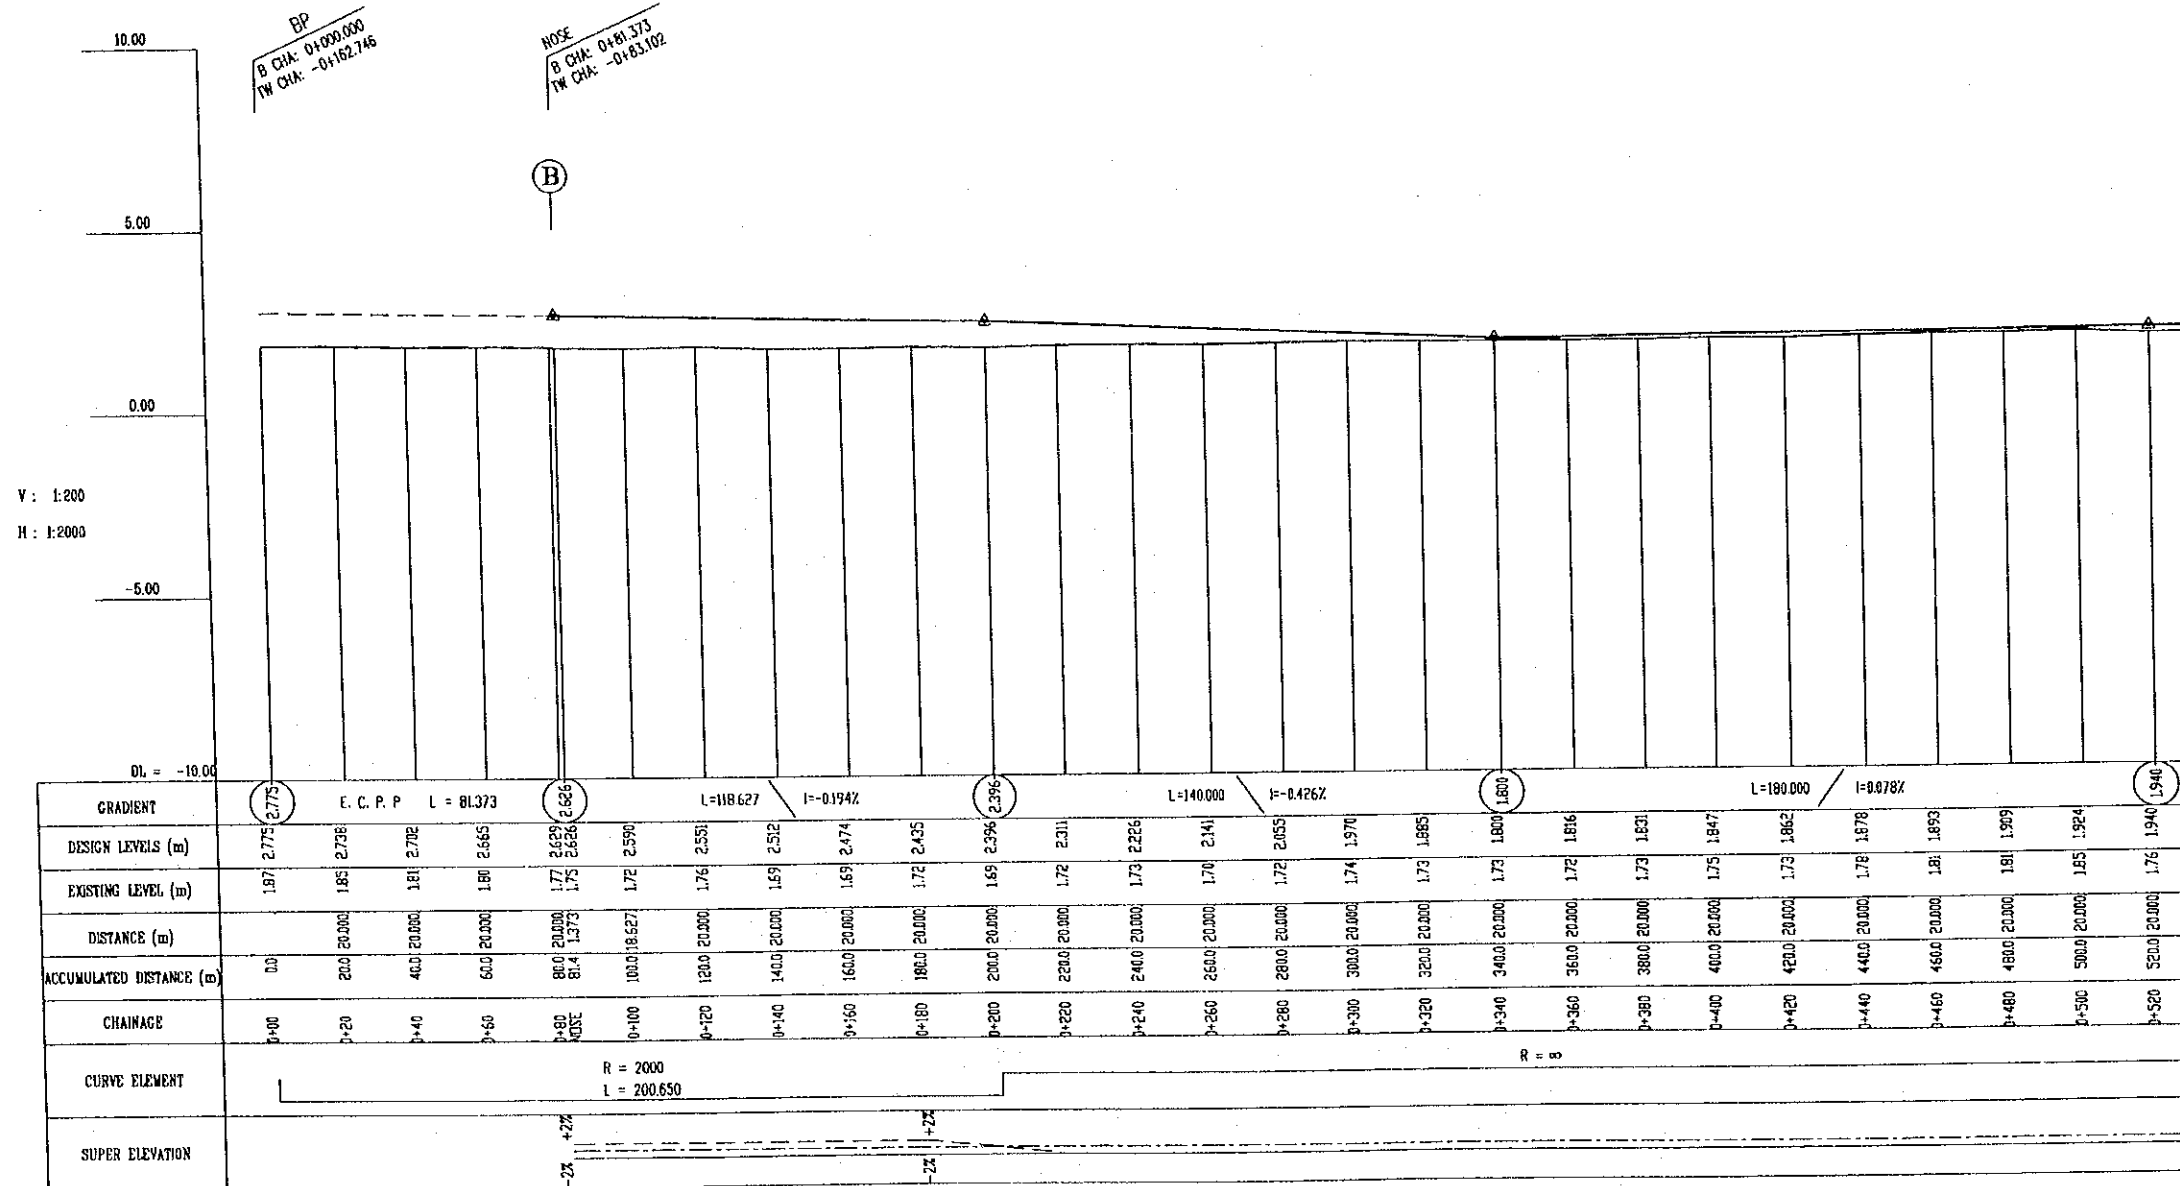 BP
B CHA: 0+000.000
TW CHA: -0+162.746
NOSE
B CHA: 0+81.373
TW CHA: -0+83.102
10.00
B
5.00
0.00
V : 1:200
H : 1:2000
-5.00
DL = -10.00
GRADIENT 2.775 E. C. P. P L = 81.373 2.626 L=118.627 I=-0.194% 2.396 L=140.000 I=-0.426% 1.800 L=180.000 I=0.078% 1.940
DESIGN LEVELS (m) 2.775 2.738 2.702 2.665 2.629 2.626 2.590 2.551 2.512 2.474 2.435 2.396 2.311 2.226 2.141 2.055 1.970 1.885 1.800 1.816 1.831 1.847 1.862 1.878 1.893 1.909 1.924 1.940
EXISTING LEVEL (m) 1.87 1.85 1.81 1.80 1.77 1.75 1.72 1.76 1.69 1.69 1.72 1.69 1.72 1.73 1.70 1.72 1.74 1.73 1.73 1.72 1.73 1.75 1.73 1.78 1.81 1.81 1.85 1.76
DISTANCE (m) 20.000 20.000 20.000 20.000 1.373 18.627 20.000 20.000 20.000 20.000 20.000 20.000 20.000 20.000 20.000 20.000 20.000 20.000 20.000 20.000 20.000 20.000 20.000 20.000 20.000 20.000 20.000
ACCUMULATED DISTANCE (m) 0.0 20.0 40.0 60.0 80.0 81.4 100.0 120.0 140.0 160.0 180.0 200.0 220.0 240.0 260.0 280.0 300.0 320.0 340.0 360.0 380.0 400.0 420.0 440.0 460.0 480.0 500.0 520.0
CHAINAGE 0+00 0+20 0+40 0+60 0+80 NOSE 0+100 0+120 0+140 0+160 0+180 0+200 0+220 0+240 0+260 0+280 0+300 0+320 0+340 0+360 0+380 0+400 0+420 0+440 0+460 0+480 0+500 0+520
CURVE ELEMENT R = 2000 R = ∞
L = 200.650
SUPER ELEVATION +2% +2%
-2% -2%